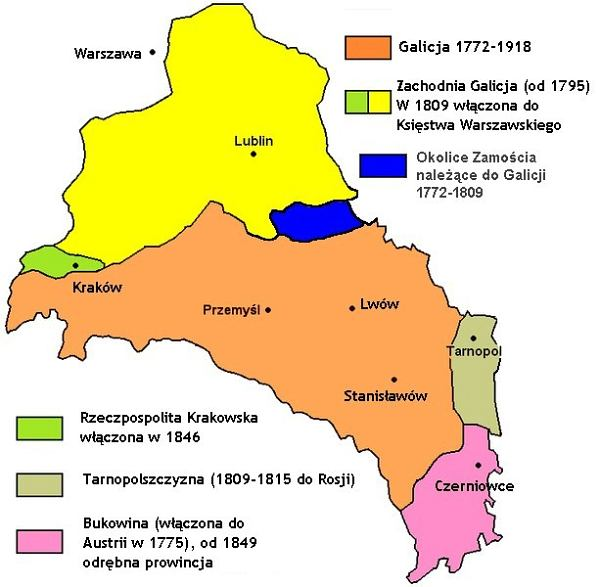 Warszawa
Galicja 1772-1918
Zachodnia Galicja (od 1795)
W 1809 włączona do
Księstwa Warszawskiego
Lublin
Okolice Zamościa
należące do Galicji
1772-1809
Kraków
Przemyśl
Lwów
Tarnopol
Stanisławów
Rzeczpospolita Krakowska
włączona w 1846
Tarnopolszczyzna (1809-1815 do Rosji)
Czerniowce
Bukowina (włączona do
Austrii w 1775), od 1849
odrębna prowincja